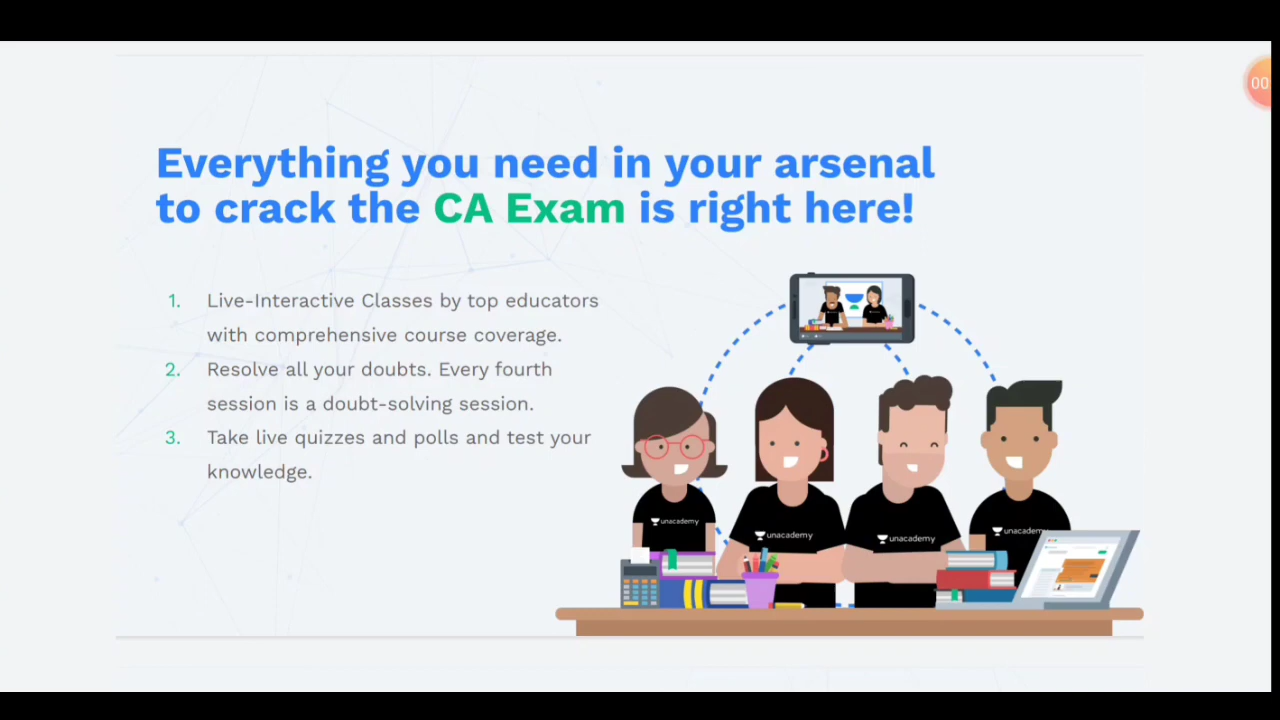 Everything you need in your arsenal
to crack the CA Exam is right here!
1. Live-Interactive Classes by top educators
with comprehensive course coverage.
2. Resolve all your doubts. Every fourth
session is a doubt-solving session.
3. Take live quizzes and polls and test your
knowledge.
unacademy
unacademy
unacademy
unacademy
00